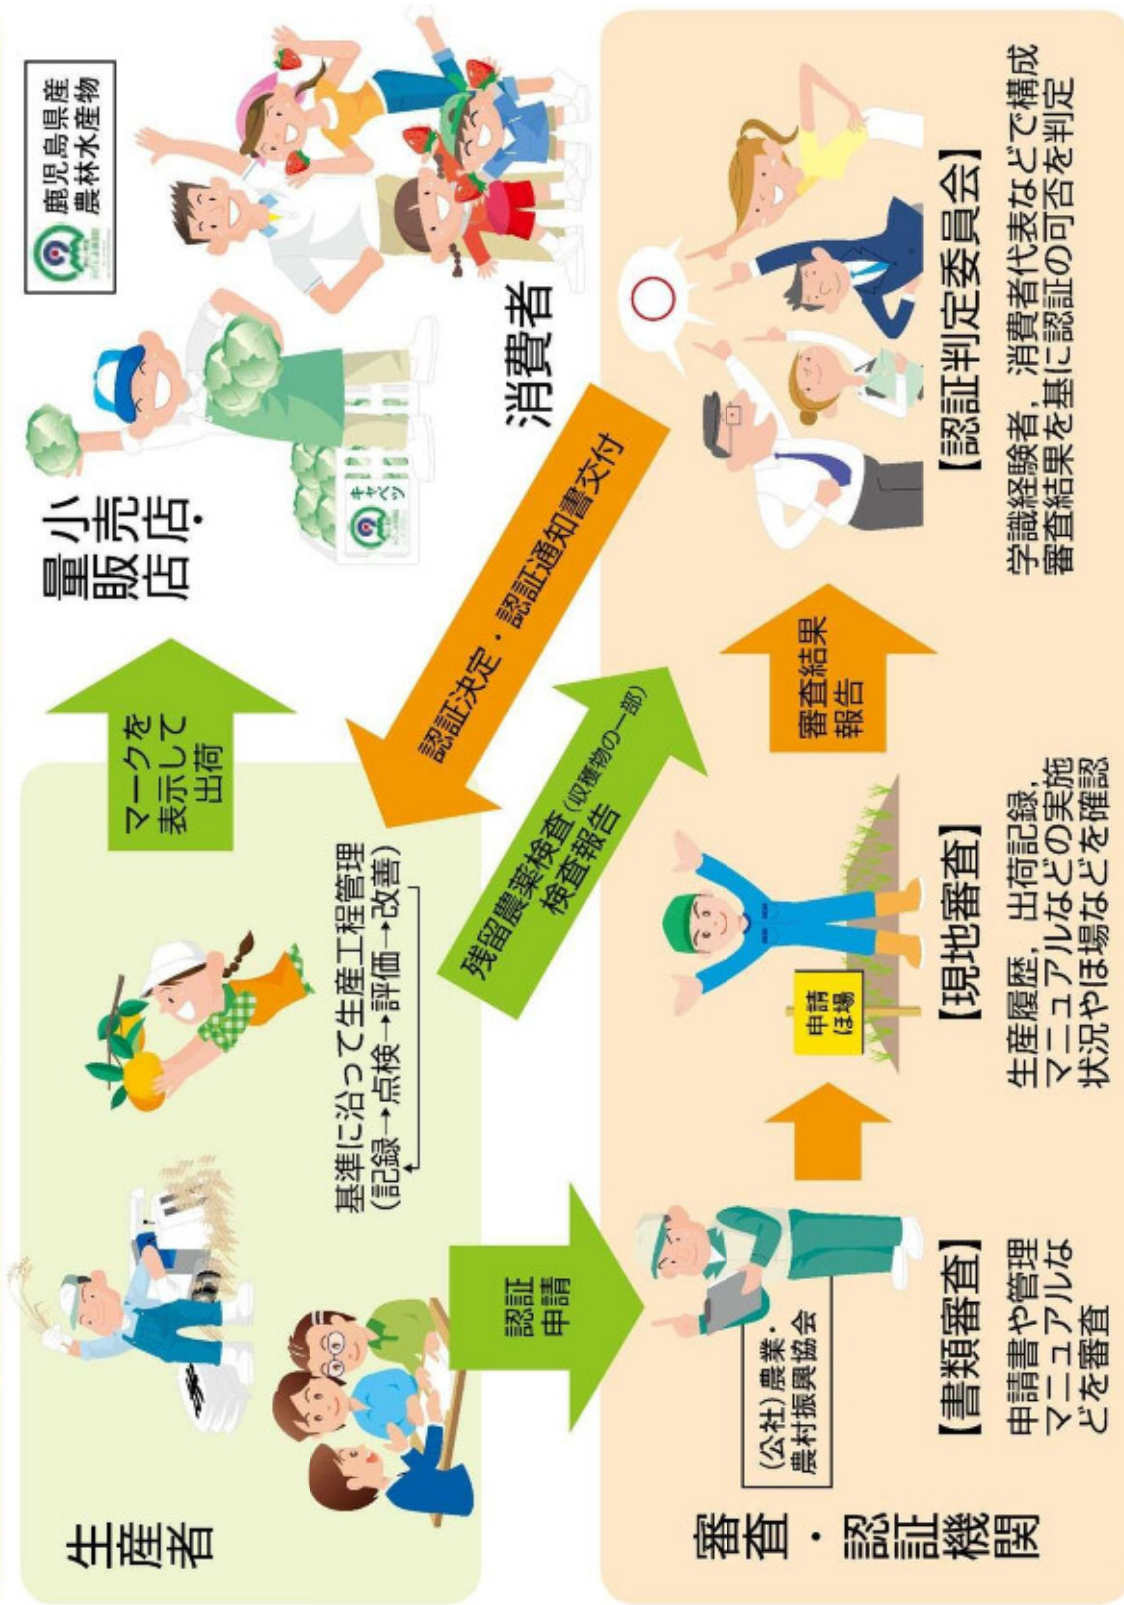 生産者
基準に沿って生産工程管理
(記録→点検→評価→改善)
マークを
表示して
出荷
小売店・
量販店
キャベツ
鹿児島県産
農林水産物
消費者
認証
申請
残留農薬検査(収穫物の一部)
検査報告
認証決定・認証通知書交付
審査・認証機関
(公社)農業・
農村振興協会
【書類審査】
申請書や管理
マニュアルな
どを審査
申請
ほ場
【現地審査】
生産履歴，出荷記録，
マニュアルなどの実施
状況やほ場などを確認
審査結果
報告
【認証判定委員会】
学識経験者，消費者代表などで構成
審査結果を基に認証の可否を判定